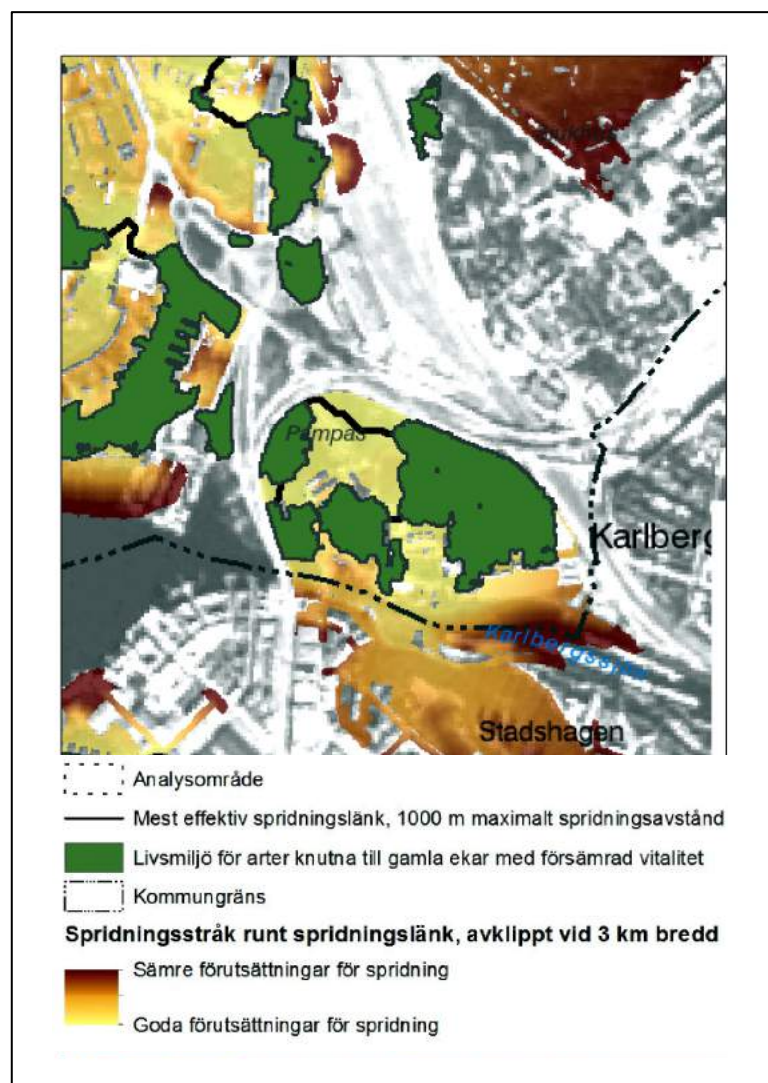 Pampas
Karlberg
Karlbergssjön
Stadshagen
Analysområde
Mest effektiv spridningslänk, 1000 m maximalt spridningsavstånd
Livsmiljö för arter knutna till gamla ekar med försämrad vitalitet
Kommungräns
Spridningsstråk runt spridningslänk, avklippt vid 3 km bredd
Sämre förutsättningar för spridning
Goda förutsättningar för spridning